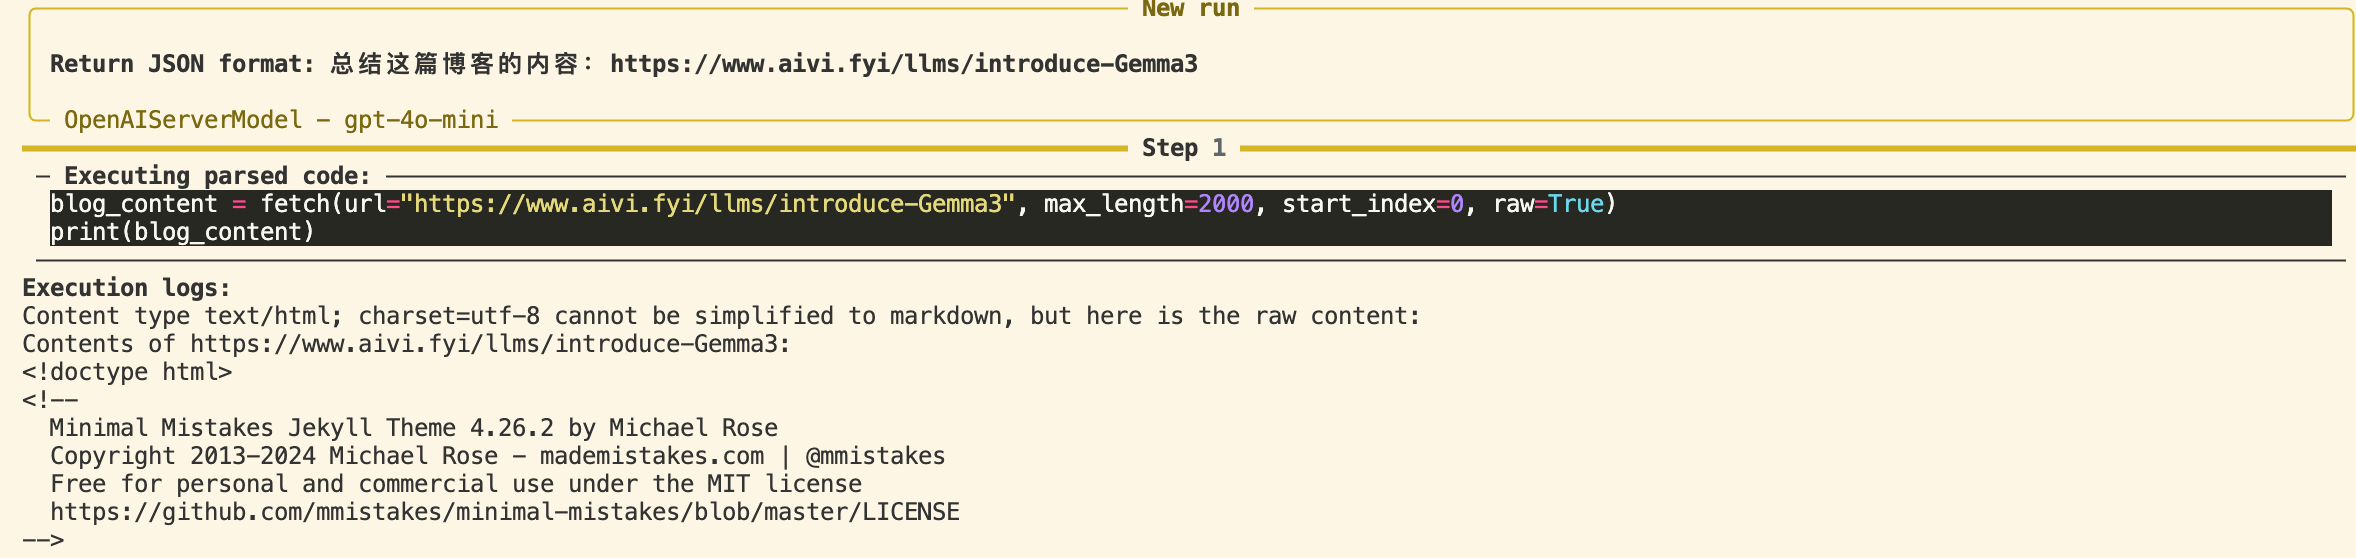 New run
Return JSON format: 总结这篇博客的内容：https://www.aivi.fyi/llms/introduce-Gemma3
OpenAIServerModel - gpt-4o-mini
Step 1
Executing parsed code:
blog_content = fetch(url="https://www.aivi.fyi/llms/introduce-Gemma3", max_length=2000, start_index=0, raw=True)
print(blog_content)
Execution logs:
Content type text/html; charset=utf-8 cannot be simplified to markdown, but here is the raw content:
Contents of https://www.aivi.fyi/llms/introduce-Gemma3:
<!doctype html>
<!--
  Minimal Mistakes Jekyll Theme 4.26.2 by Michael Rose
  Copyright 2013-2024 Michael Rose - mademistakes.com | @mmistakes
  Free for personal and commercial use under the MIT license
  https://github.com/mmistakes/minimal-mistakes/blob/master/LICENSE
-->